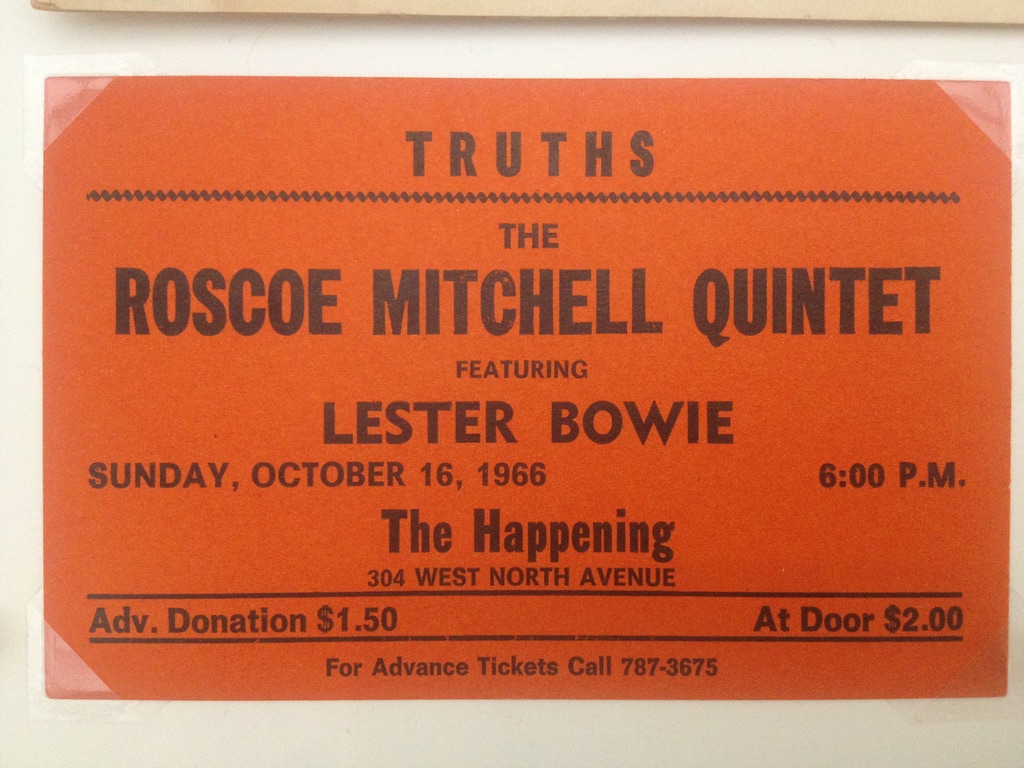 TRUTHS
THE
ROSCOE MITCHELL QUINTET
FEATURING
LESTER BOWIE
SUNDAY, OCTOBER 16, 1966 6:00 P.M.
The Happening
304 WEST NORTH AVENUE
Adv. Donation $1.50 At Door $2.00
For Advance Tickets Call 787-3675